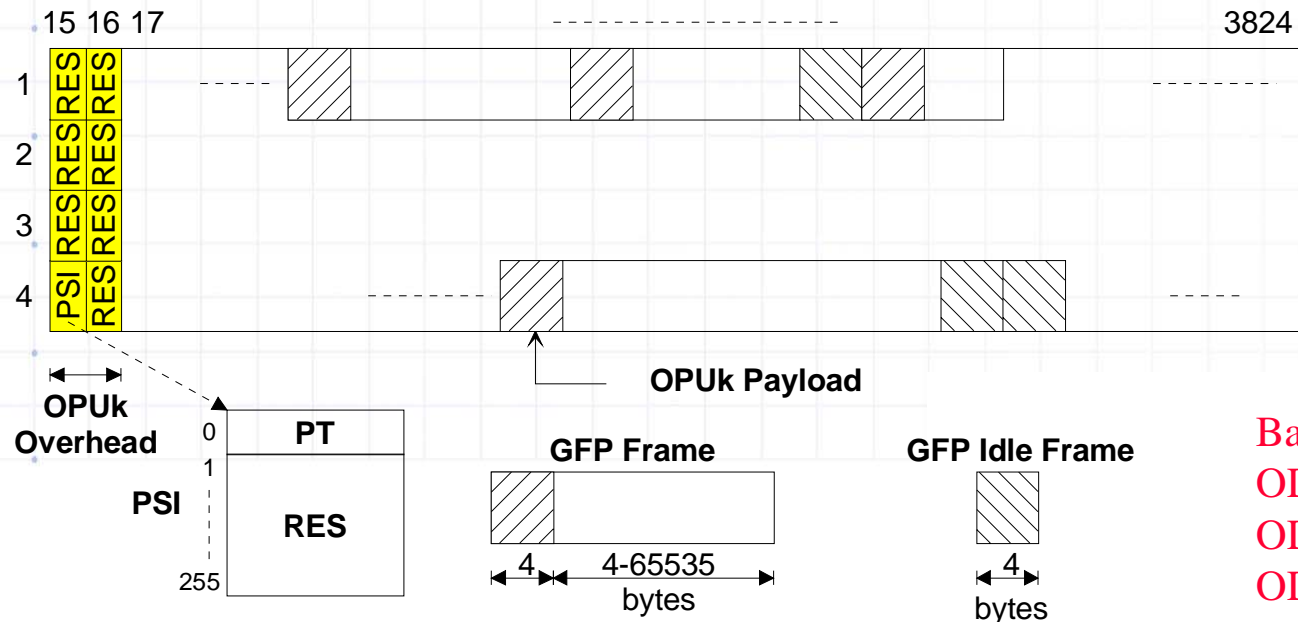 15 16 17 3824
1 RES RES
2 RES RES
3 RES RES
4 PSI RES
OPUk Payload
OPUk
Overhead
PSI
0 PT
1
RES
255
GFP Frame
4 4-65535
bytes
GFP Idle Frame
4
bytes
Ba